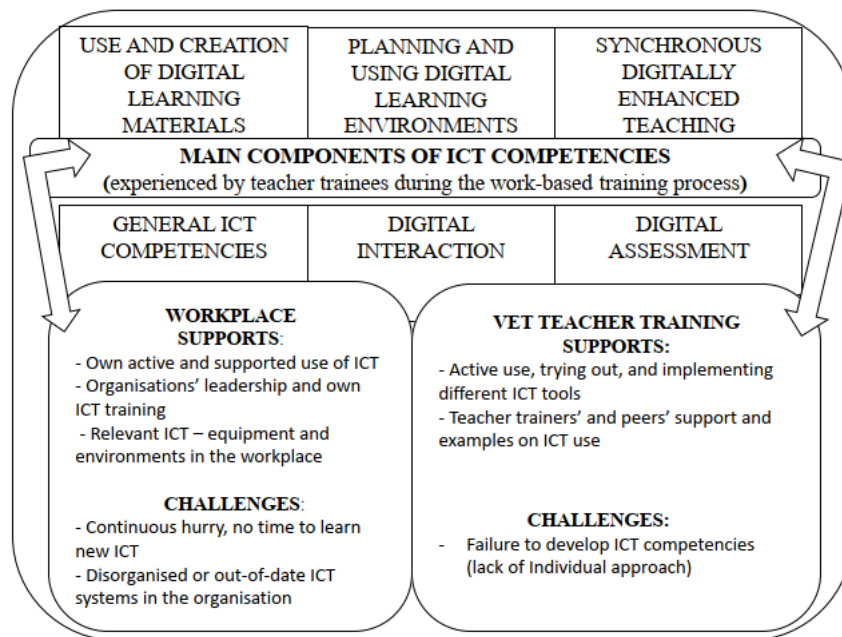 USE AND CREATION
OF DIGITAL
LEARNING
MATERIALS
PLANNING AND
USING DIGITAL
LEARNING
ENVIRONMENTS
SYNCHRONOUS
DIGITALLY
ENHANCED
TEACHING
MAIN COMPONENTS OF ICT COMPETENCIES
(experienced by teacher trainees during the work-based training process)
GENERAL ICT
COMPETENCIES
DIGITAL
INTERACTION
DIGITAL
ASSESSMENT
WORKPLACE
SUPPORTS:
- Own active and supported use of ICT
- Organisations’ leadership and own
ICT training
- Relevant ICT – equipment and
environments in the workplace
CHALLENGES:
- Continuous hurry, no time to learn
new ICT
- Disorganised or out-of-date ICT
systems in the organisation
VET TEACHER TRAINING
SUPPORTS:
- Active use, trying out, and implementing
different ICT tools
- Teacher trainers’ and peers’ support and
examples on ICT use
CHALLENGES:
- Failure to develop ICT competencies
(lack of Individual approach)